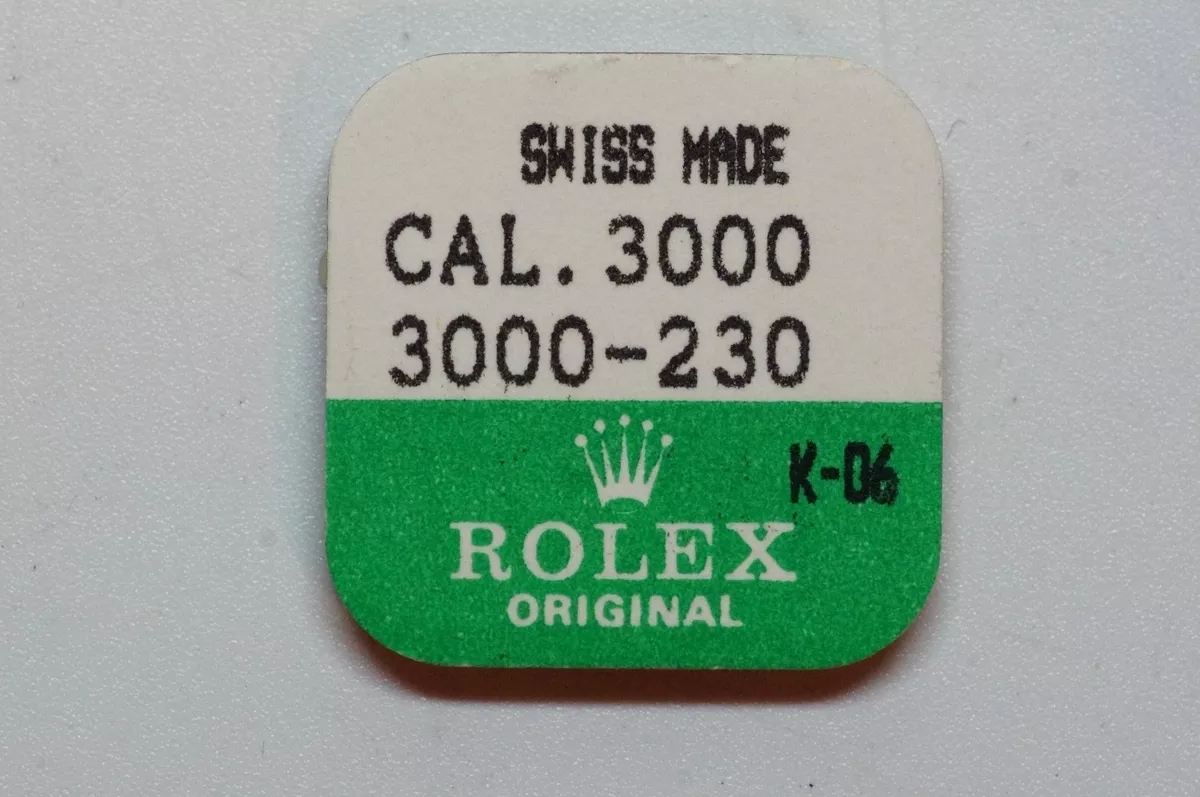 SWISS MADE
CAL. 3000
3000-230
K-06
ROLEX
ORIGINAL